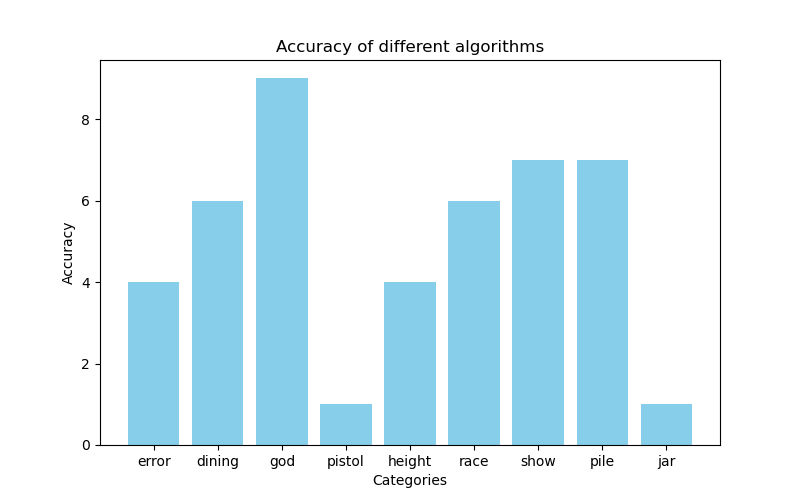 Accuracy of different algorithms
Accuracy
8
6
4
2
0
error dining god pistol height race show pile jar
Categories